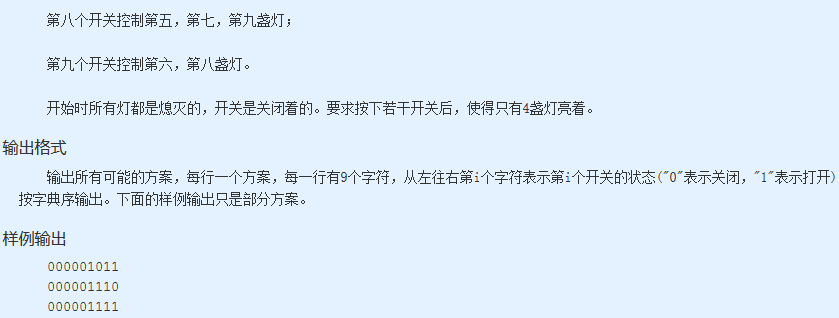 第八个开关控制第五，第七，第九盏灯；
第九个开关控制第六，第八盏灯。
开始时所有灯都是熄灭的，开关是关闭着的。要求按下若干开关后，使得只有4盏灯亮着。
输出格式
输出所有可能的方案，每行一个方案，每一行有9个字符，从左往右第i个字符表示第i个开关的状态("0"表示关闭，"1"表示打开)
按字典序输出。下面的样例输出只是部分方案。
样例输出
000001011
000001110
000001111